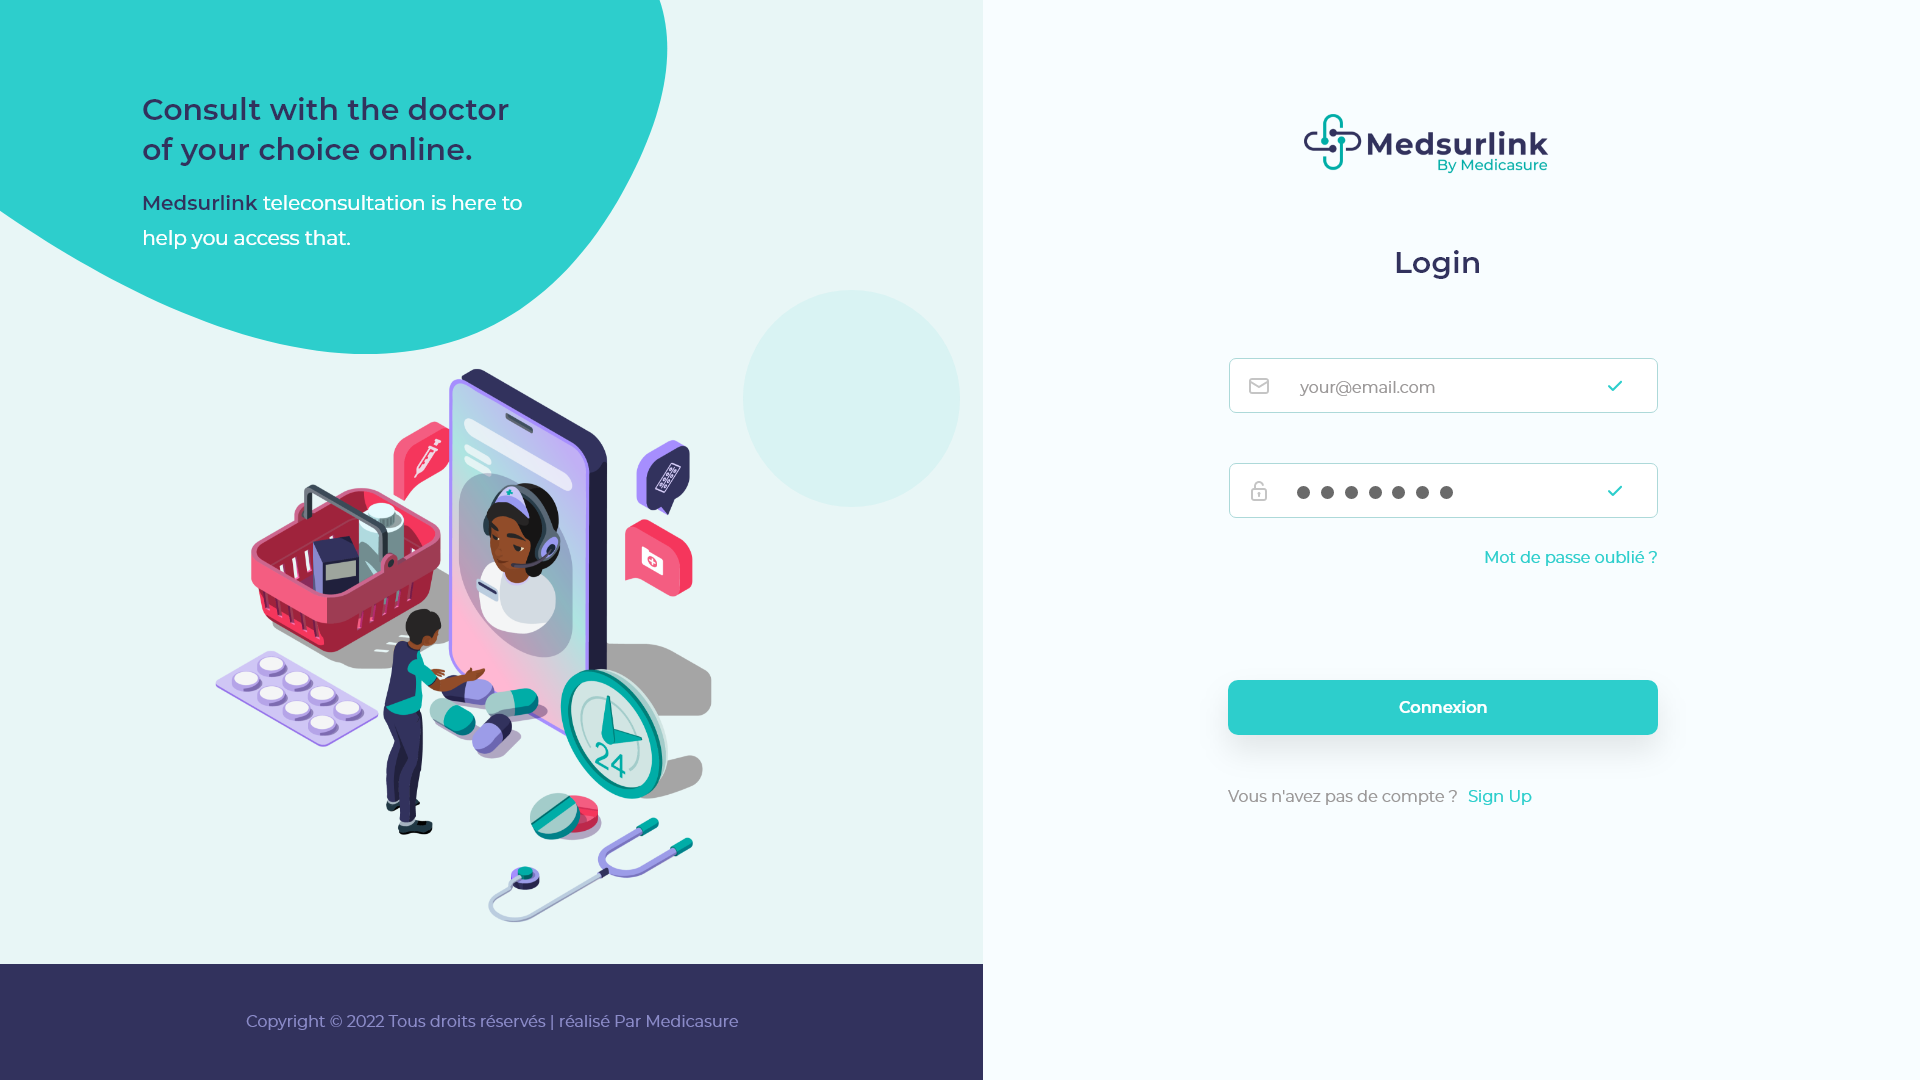 Consult with the doctor
of your choice online.
Medsurlink teleconsultation is here to
help you access that.
24
Copyright © 2022 Tous droits réservés | réalisé Par Medicasure
Medsurlink
By Medicasure
Login
your@email.com
Mot de passe oublié ?
Connexion
Vous n'avez pas de compte ? Sign Up